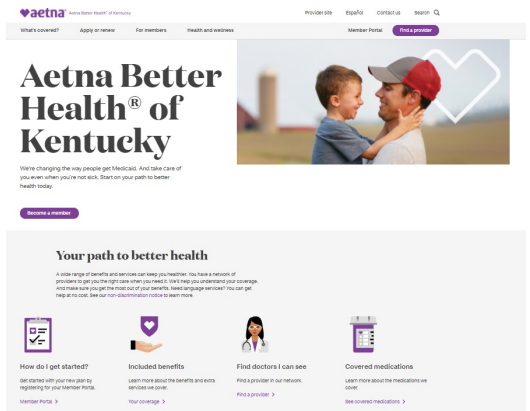 aetna® Aetna Better Health® of Kentucky
Provider site Español Contact us Search
What's covered? Apply or renew For members Health and wellness Member Portal Find a provider
Aetna Better
Health® of
Kentucky
We're changing the way people get Medicaid. And take care of
you even when you're not sick. Start on your path to better
health today.
Become a member
Your path to better health
A wide range of benefits and services can keep you healthier. You have a network of
providers to get you the right care when you need it. We'll help you understand your coverage.
And make sure you get the most out of your benefits. Need language services? You can get
help at no cost. See our non-discrimination notice to learn more.
How do I get started?
Get started with your new plan by
registering for your Member Portal.
Member Portal >
Included benefits
Learn more about the benefits and extra
services we cover.
Your coverage >
Find doctors I can see
Find a provider in our network.
Find a provider >
Covered medications
Learn more about the medications we
cover.
See covered medications >